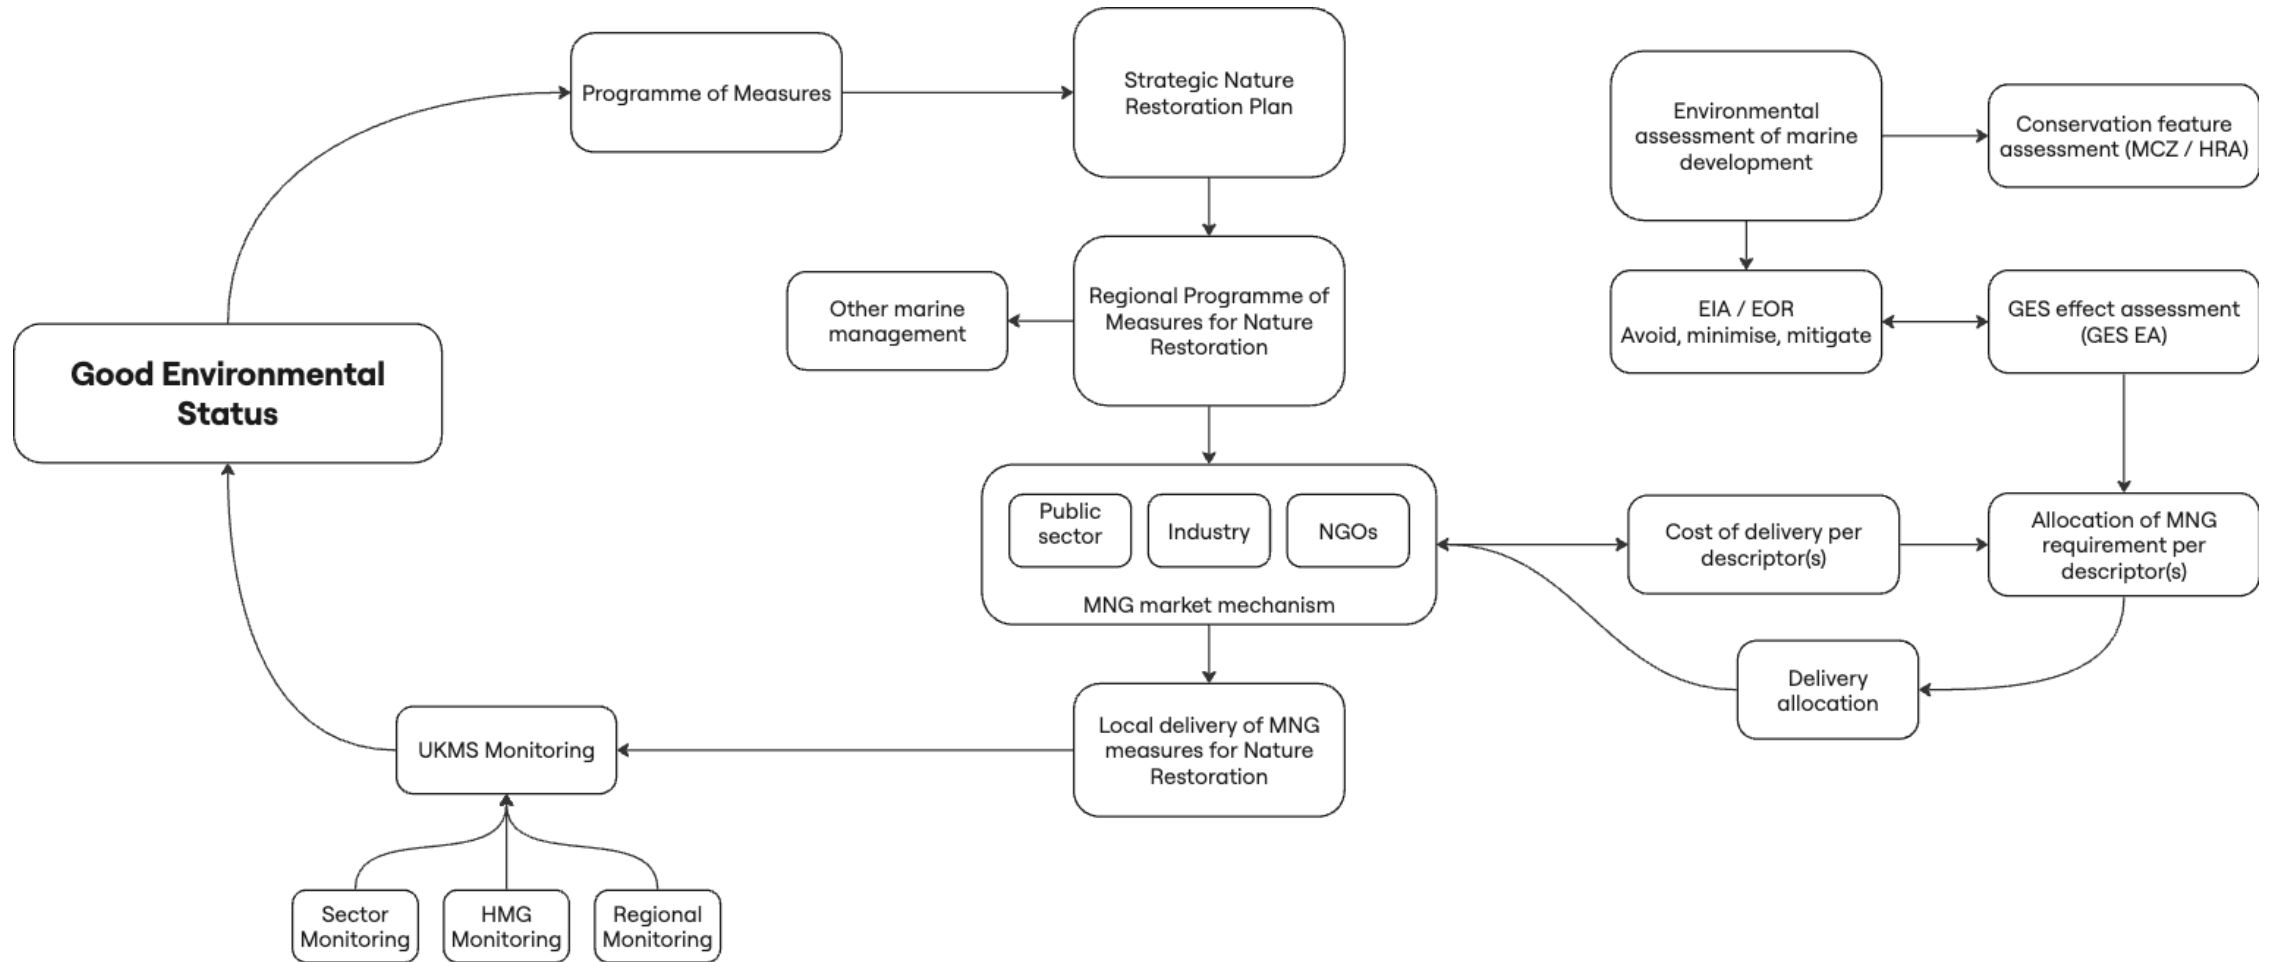 Programme of Measures
Strategic Nature
Restoration Plan
Environmental
assessment of marine
development
Conservation feature
assessment (MCZ / HRA)
Other marine
management
Regional Programme of
Measures for Nature
Restoration
EIA / EOR
Avoid, minimise, mitigate
GES effect assessment
(GES EA)
Good Environmental
Status
Public
sector
Industry
NGOs
MNG market mechanism
Cost of delivery per
descriptor(s)
Allocation of MNG
requirement per
descriptor(s)
Delivery
allocation
Local delivery of MNG
measures for Nature
Restoration
UKMS Monitoring
Sector
Monitoring
HMG
Monitoring
Regional
Monitoring